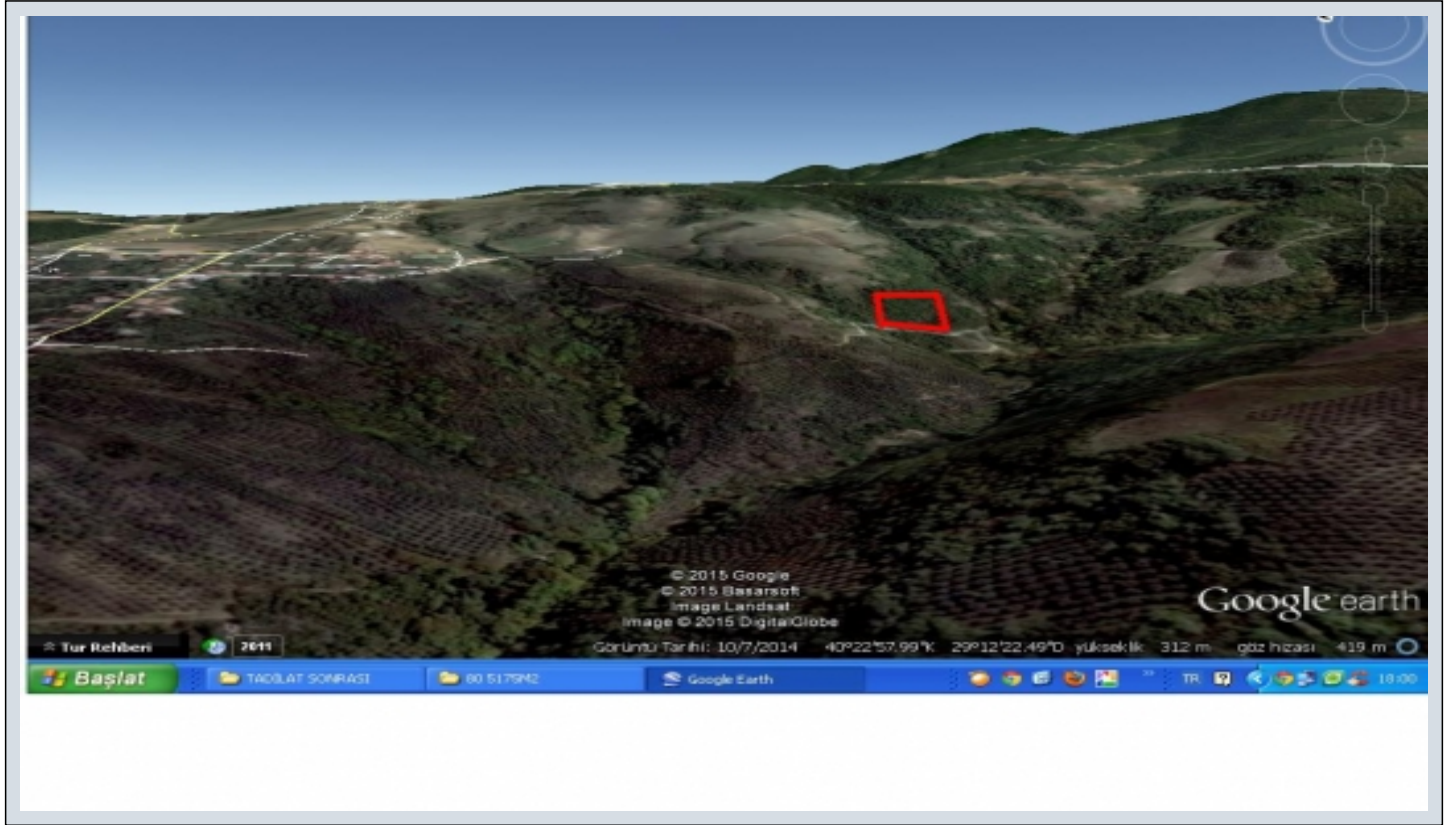 © 2015 Google
© 2015 Basarsoft
Image Landsat
Image © 2015 DigitalGlobe
Google earth
Tur Rehberi
2011
Görüntü Tarihi: 10/7/2014 40°22'57.99"K 29°12'22.49"D yükseklik 312 m göz hizası 419 m
Başlat
TADİLAT SONRASI
80 5175M2
Google Earth
TR
18:00